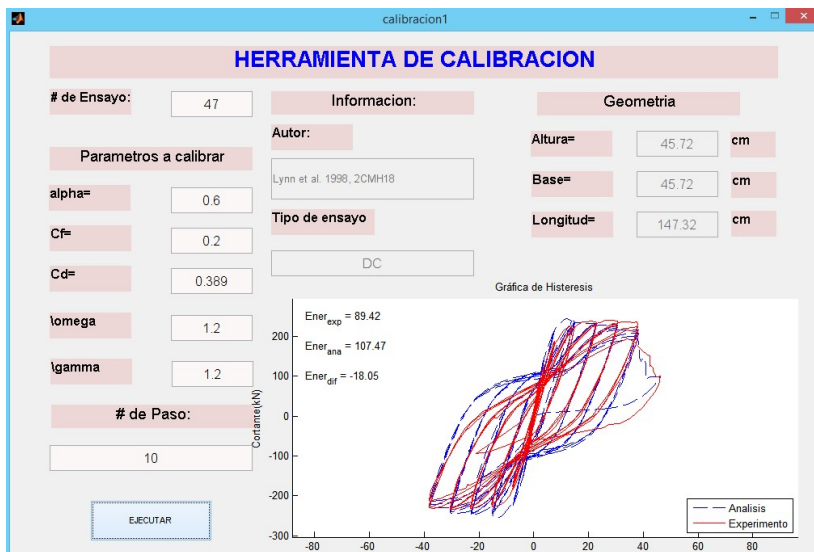 calibracion1
HERRAMIENTA DE CALIBRACION
# de Ensayo:
47
Parametros a calibrar
alpha=
0.6
Cf=
0.2
Cd=
0.389
\omega
1.2
\gamma
1.2
# de Paso:
10
EJECUTAR
Informacion:
Autor:
Lynn et al. 1998, 2CMH18
Tipo de ensayo
DC
Geometria
Altura=
45.72
cm
Base=
45.72
cm
Longitud=
147.32
cm
Gráfica de Histeresis
Ener_exp = 89.42
Ener_ana = 107.47
Ener_dif = -18.05
Cortante(kN)
200
100
0
-100
-200
-300
-80 -60 -40 -20 0 20 40 60 80
Analisis
Experimento